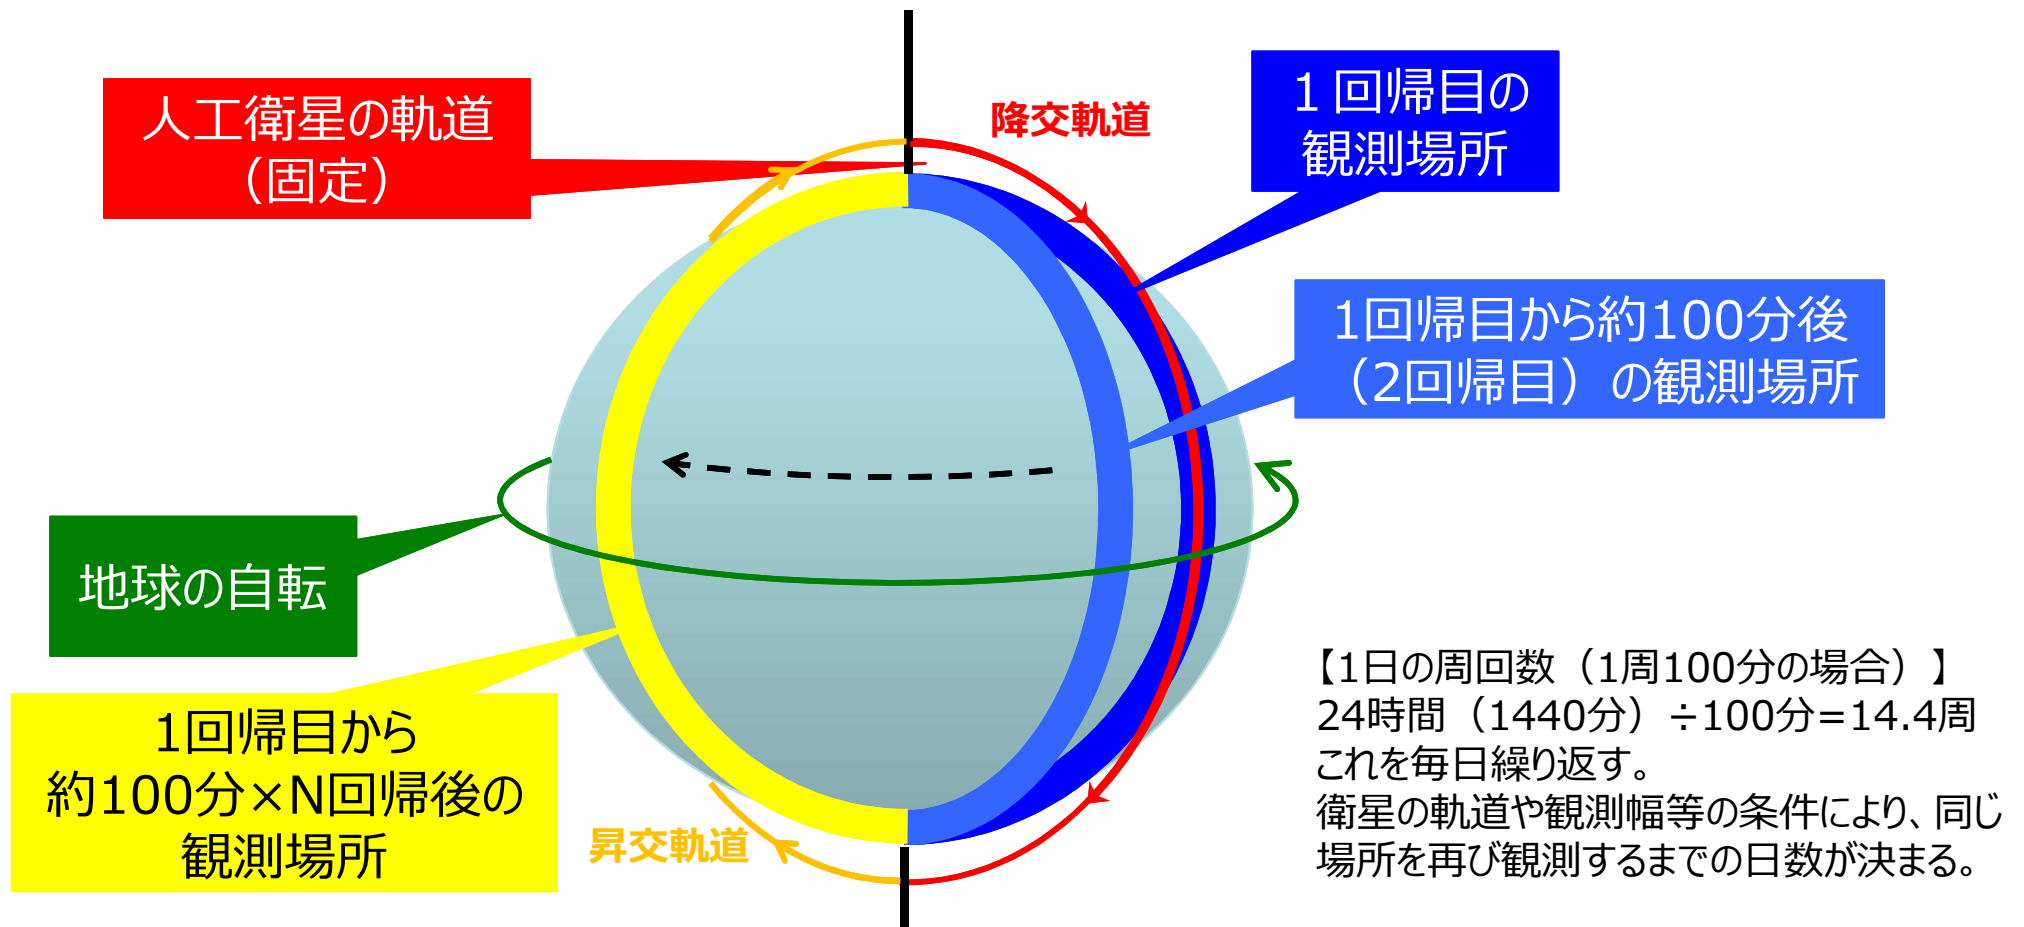 人工衛星の軌道
（固定）
降交軌道
１回帰目の
観測場所
1回帰目から約100分後
（2回帰目）の観測場所
地球の自転
1回帰目から
約100分×N回帰後の
観測場所
昇交軌道
【1日の周回数（1周100分の場合）】
24時間（1440分）÷100分=14.4周
これを毎日繰り返す。
衛星の軌道や観測幅等の条件により、同じ
場所を再び観測するまでの日数が決まる。